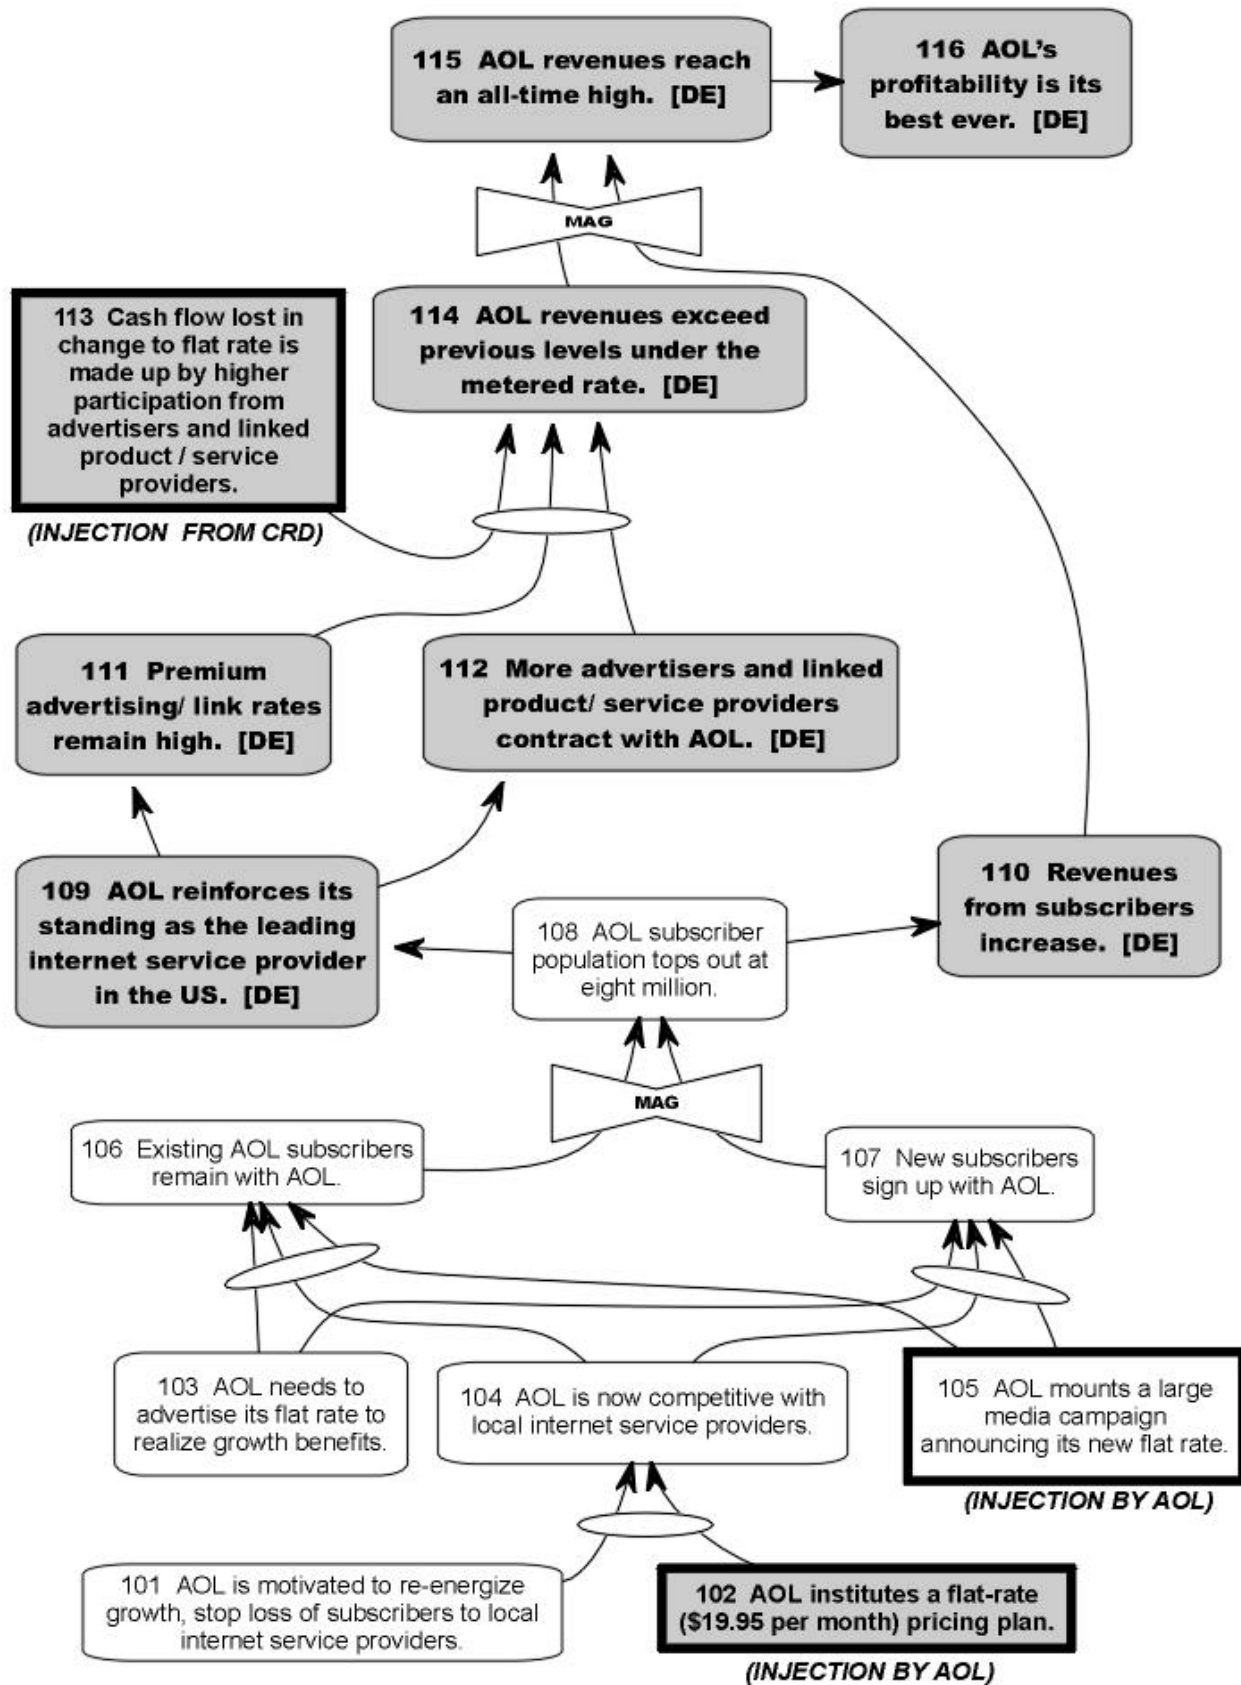 115 AOL revenues reach
an all-time high. [DE]
116 AOL's
profitability is its
best ever. [DE]
MAG
113 Cash flow lost in
change to flat rate is
made up by higher
participation from
advertisers and linked
product / service
providers.
(INJECTION FROM CRD)
114 AOL revenues exceed
previous levels under the
metered rate. [DE]
111 Premium
advertising/ link rates
remain high. [DE]
112 More advertisers and linked
product/ service providers
contract with AOL. [DE]
109 AOL reinforces its
standing as the leading
internet service provider
in the US. [DE]
108 AOL subscriber
population tops out at
eight million.
110 Revenues
from subscribers
increase. [DE]
MAG
106 Existing AOL subscribers
remain with AOL.
107 New subscribers
sign up with AOL.
103 AOL needs to
advertise its flat rate to
realize growth benefits.
104 AOL is now competitive with
local internet service providers.
105 AOL mounts a large
media campaign
announcing its new flat rate.
(INJECTION BY AOL)
101 AOL is motivated to re-energize
growth, stop loss of subscribers to local
internet service providers.
102 AOL institutes a flat-rate
($19.95 per month) pricing plan.
(INJECTION BY AOL)